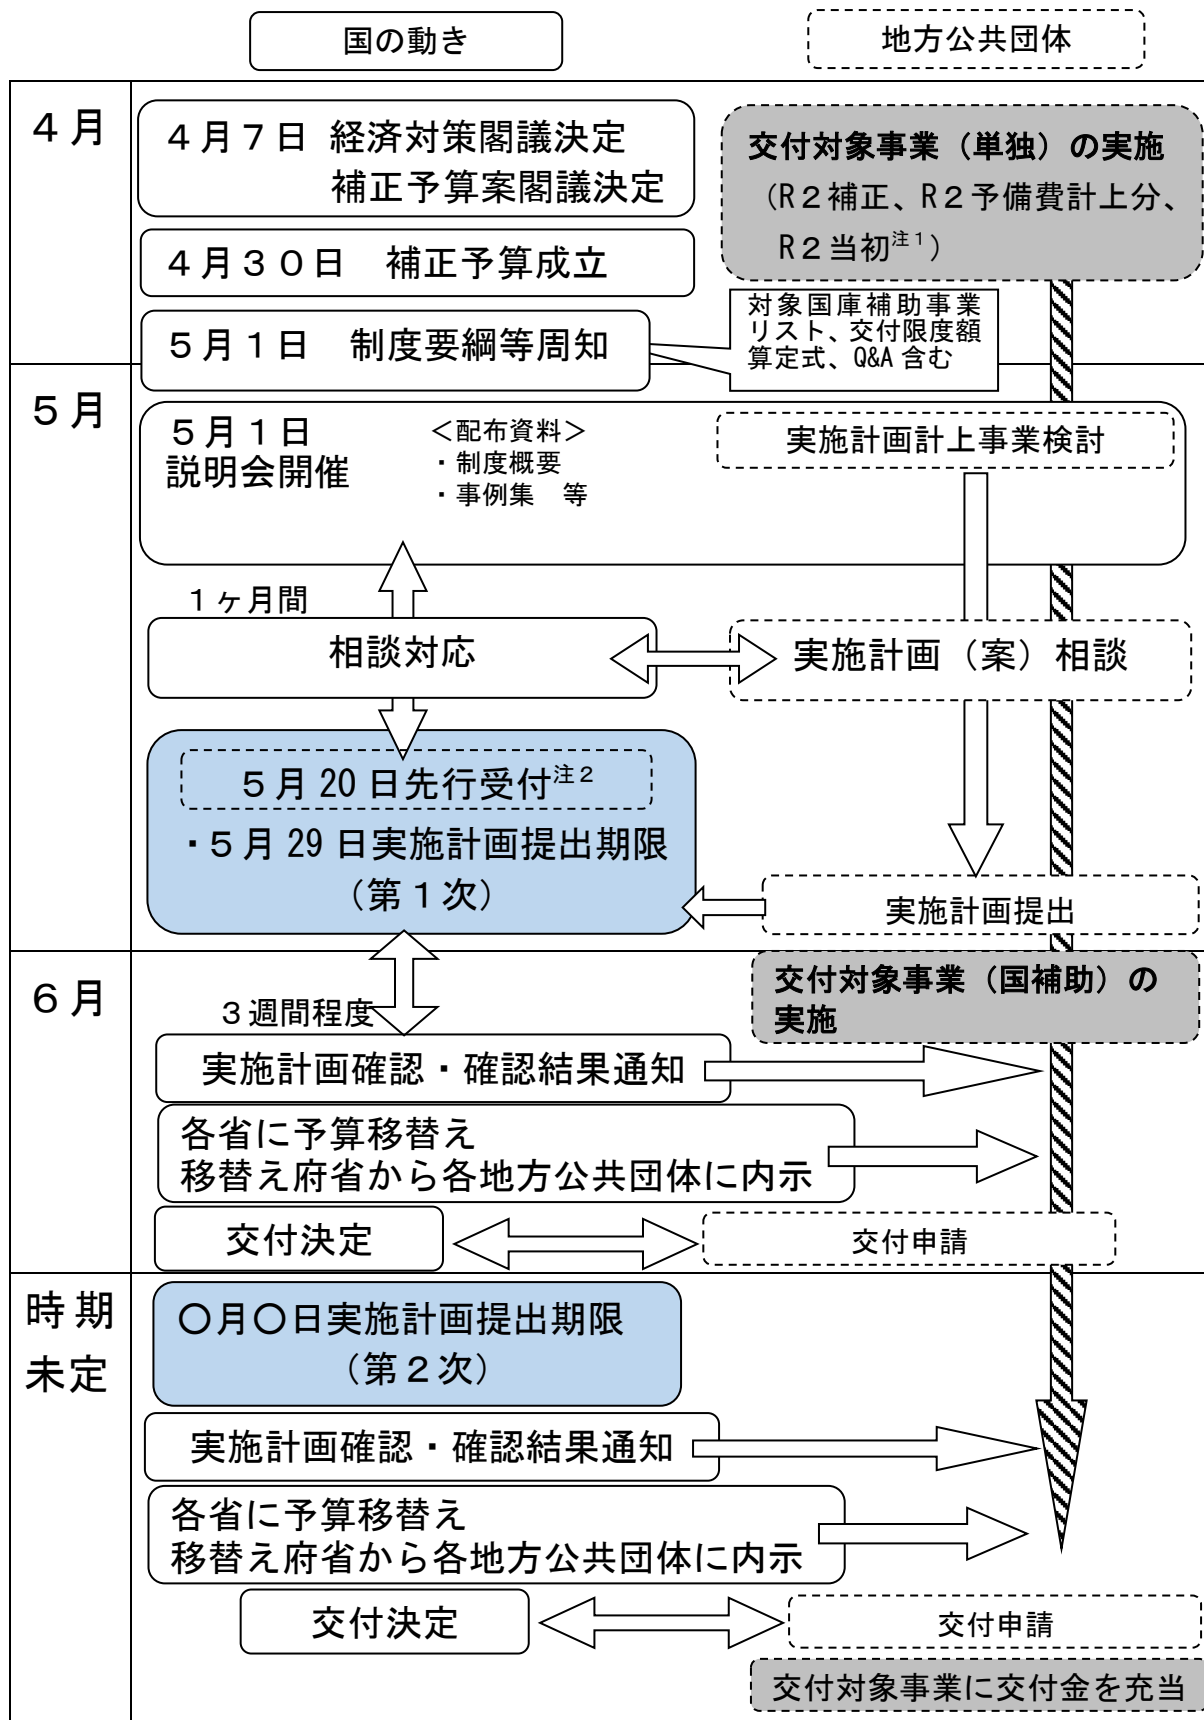 国の動き
地方公共団体
４月
４月７日 経済対策閣議決定
補正予算案閣議決定
交付対象事業（単独）の実施
（R２補正、R２予備費計上分、
R２当初注１）
４月３０日　補正予算成立
５月１日　制度要綱等周知
対象国庫補助事業
リスト、交付限度額
算定式、Q&A 含む
５月
５月１日
説明会開催
＜配布資料＞
・制度概要
・事例集　等
実施計画計上事業検討
１ヶ月間
相談対応
実施計画（案）相談
５月 20 日先行受付注２
・５月 29 日実施計画提出期限
（第１次）
実施計画提出
６月
３週間程度
交付対象事業（国補助）の
実施
実施計画確認・確認結果通知
各省に予算移替え
移替え府省から各地方公共団体に内示
交付決定
交付申請
時期
未定
〇月〇日実施計画提出期限
（第２次）
実施計画確認・確認結果通知
各省に予算移替え
移替え府省から各地方公共団体に内示
交付決定
交付申請
交付対象事業に交付金を充当